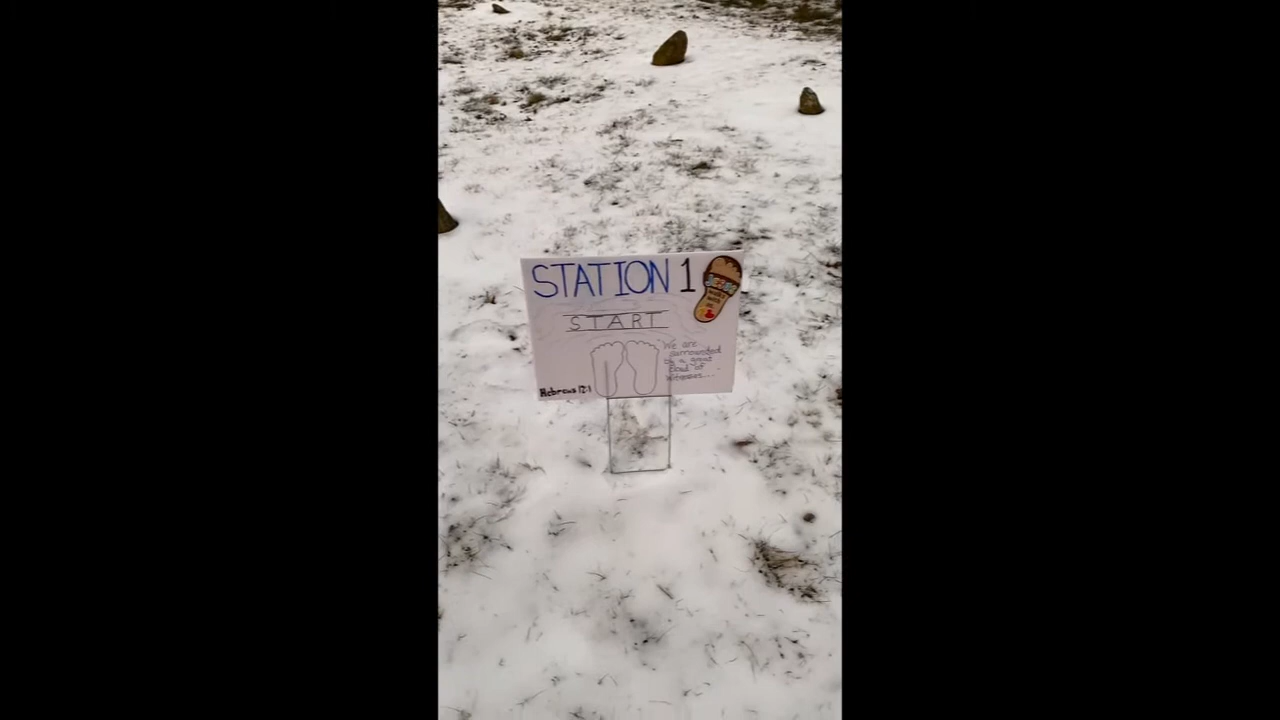 STATION 1
START
We are
surrounded
by a great
Cloud of
Witnesses...
Hebrews 12:1